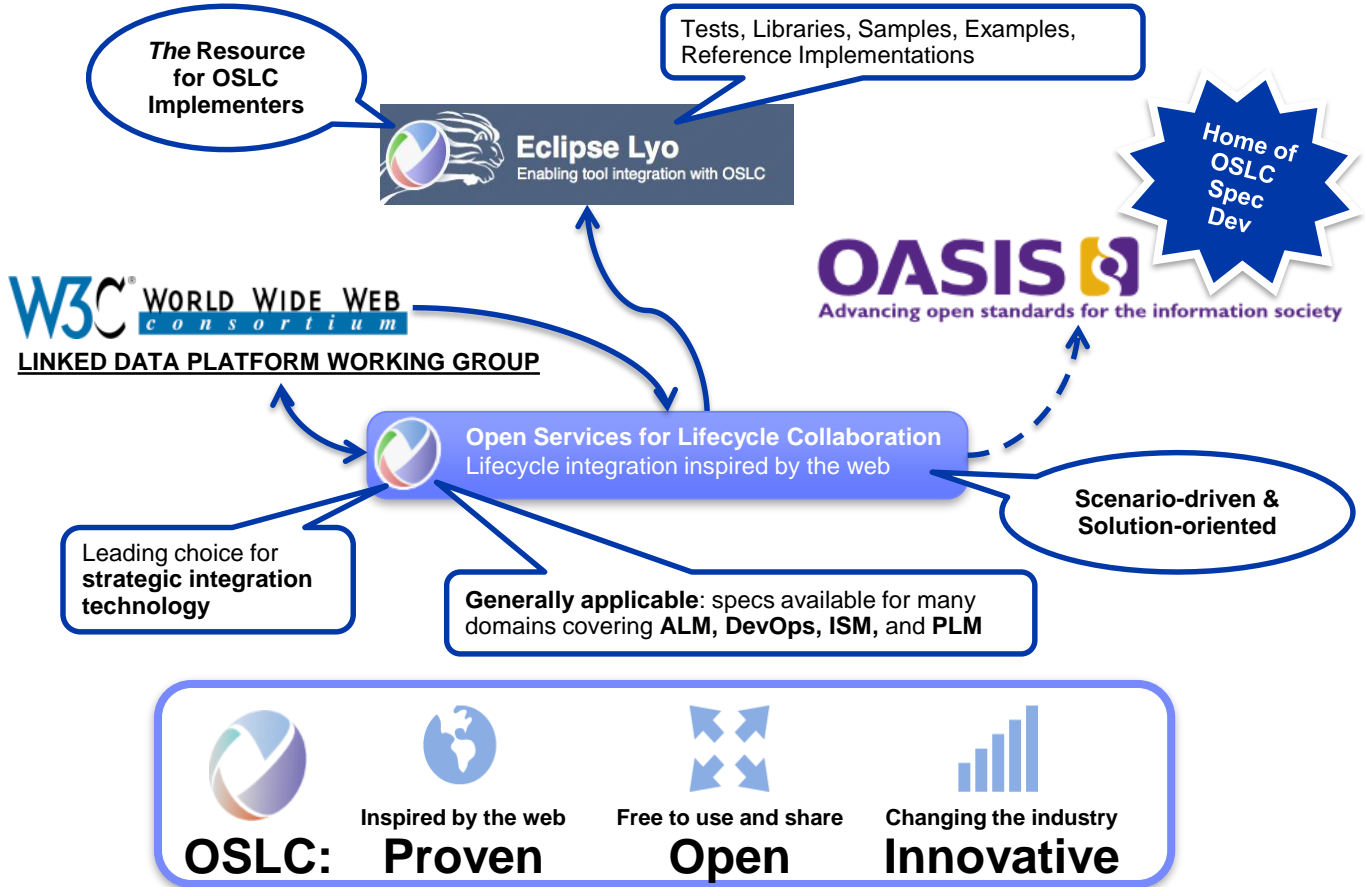 The Resource
for OSLC
Implementers
Tests, Libraries, Samples, Examples,
Reference Implementations
Eclipse Lyo
Enabling tool integration with OSLC
Home of
OSLC
Spec
Dev
OASIS
Advancing open standards for the information society
W3C® WORLD WIDE WEB
consortium
LINKED DATA PLATFORM WORKING GROUP
Open Services for Lifecycle Collaboration
Lifecycle integration inspired by the web
Scenario-driven &
Solution-oriented
Leading choice for
strategic integration
technology
Generally applicable: specs available for many
domains covering ALM, DevOps, ISM, and PLM
Inspired by the web
Free to use and share
Changing the industry
OSLC: Proven Open Innovative